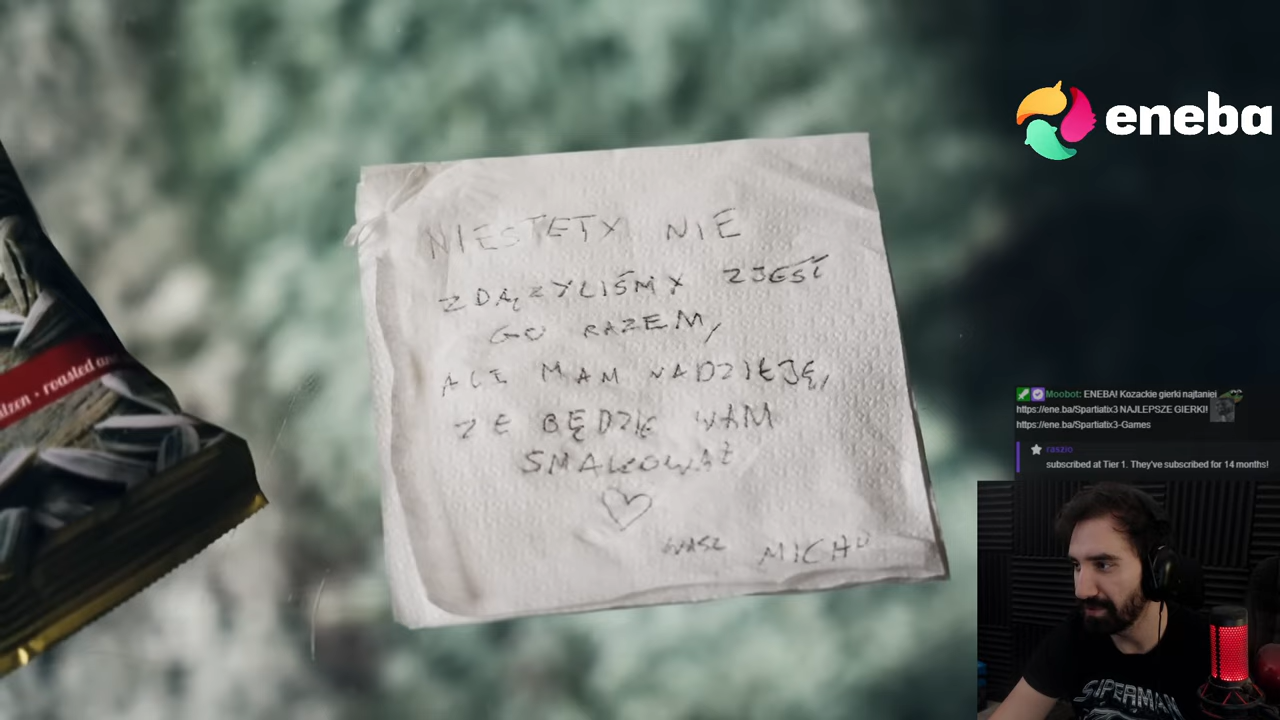 eneba
NIESTETY NIE
ZDĄŻYLIŚMY ZJEŚĆ
GO RAZEM,
ALE MAM NADZIEJĘ,
ŻE BĘDZIE WAM
SMAKOWAŁ
WASZ MICHU
roasted
Moobot: ENEBA! Kozackie gierki najtaniej
https://ene.ba/Spartiatix3 NAJLEPSZE GIERKI!
https://ene.ba/Spartiatix3-Games
raszio
subscribed at Tier 1. They've subscribed for 14 months!
SUPERMAN